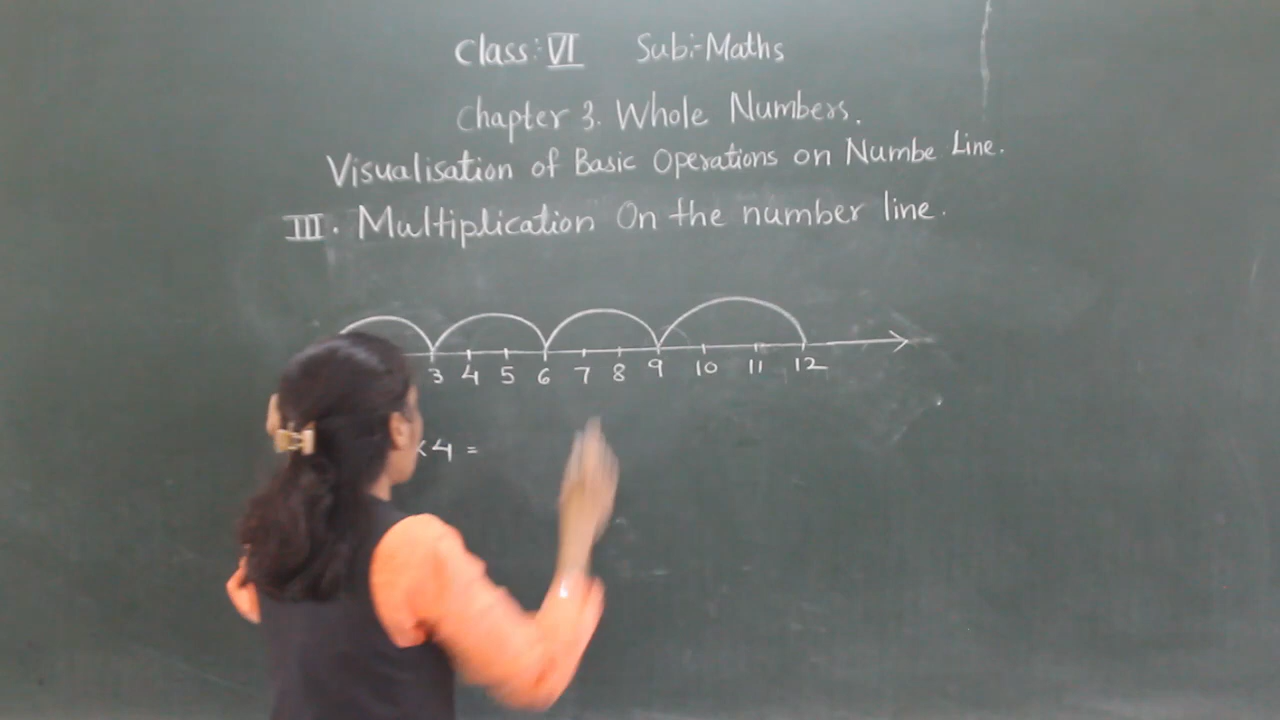 Class:- VI Sub:- Maths
Chapter 3. Whole Numbers.
Visualisation of Basic Operations on Numbe Line.
III. Multiplication On the number line.
3 4 5 6 7 8 9 10 11 12
× 4 =